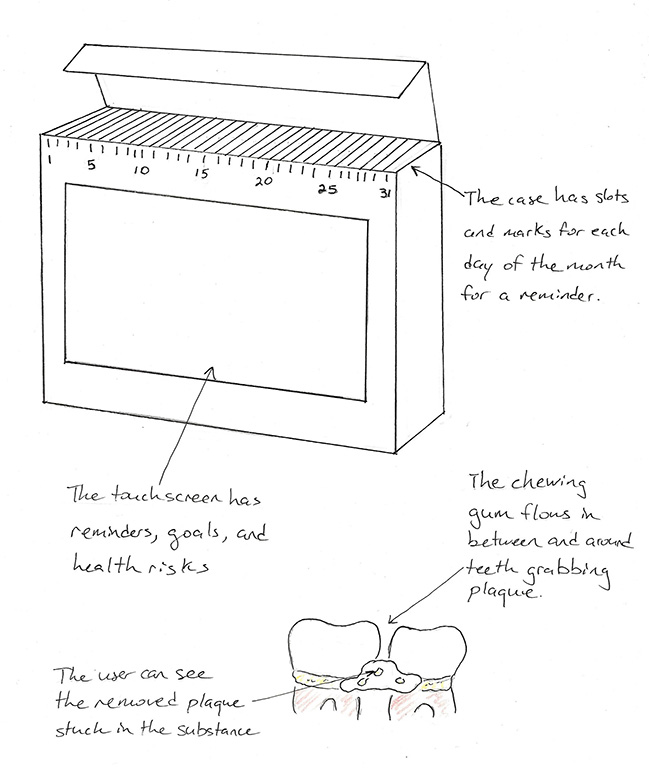 1 5 10 15 20 25 31
The case has slots
and marks for each
day of the month
for a reminder.
The touchscreen has
reminders, goals, and
health risks
The chewing
gum flows in
between and around
teeth grabbing
plaque.
The user can see
the removed plaque
stuck in the substance